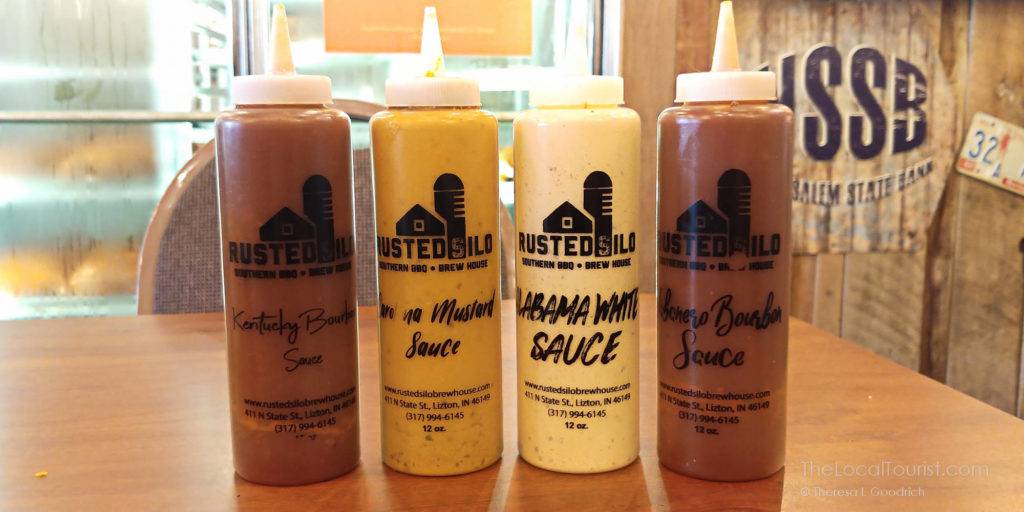 RUSTED SILO
SOUTHERN BBQ • BREW HOUSE
Kentucky Bourbon
Sauce
www.rustedsilobrewhouse.com
411 N State St., Lizton, IN 46149
(317) 994-6145
RUSTED SILO
SOUTHERN BBQ • BREW HOUSE
Carolina Mustard
Sauce
www.rustedsilobrewhouse.com
411 N State St., Lizton, IN 46149
(317) 994-6145
12 oz.
RUSTED SILO
SOUTHERN BBQ • BREW HOUSE
ALABAMA WHITE
SAUCE
www.rustedsilobrewhouse.com
411 N State St., Lizton, IN 46149
(317) 994-6145
12 oz.
RUSTED SILO
SOUTHERN BBQ • BREW HOUSE
Habanero Bourbon
Sauce
www.rustedsilobrewhouse.com
411 N State St., Lizton, IN 46149
(317) 994-6145
12 oz.
SSB
SALEM STATE BANK
32
TheLocalTourist.com
© Theresa L Goodrich